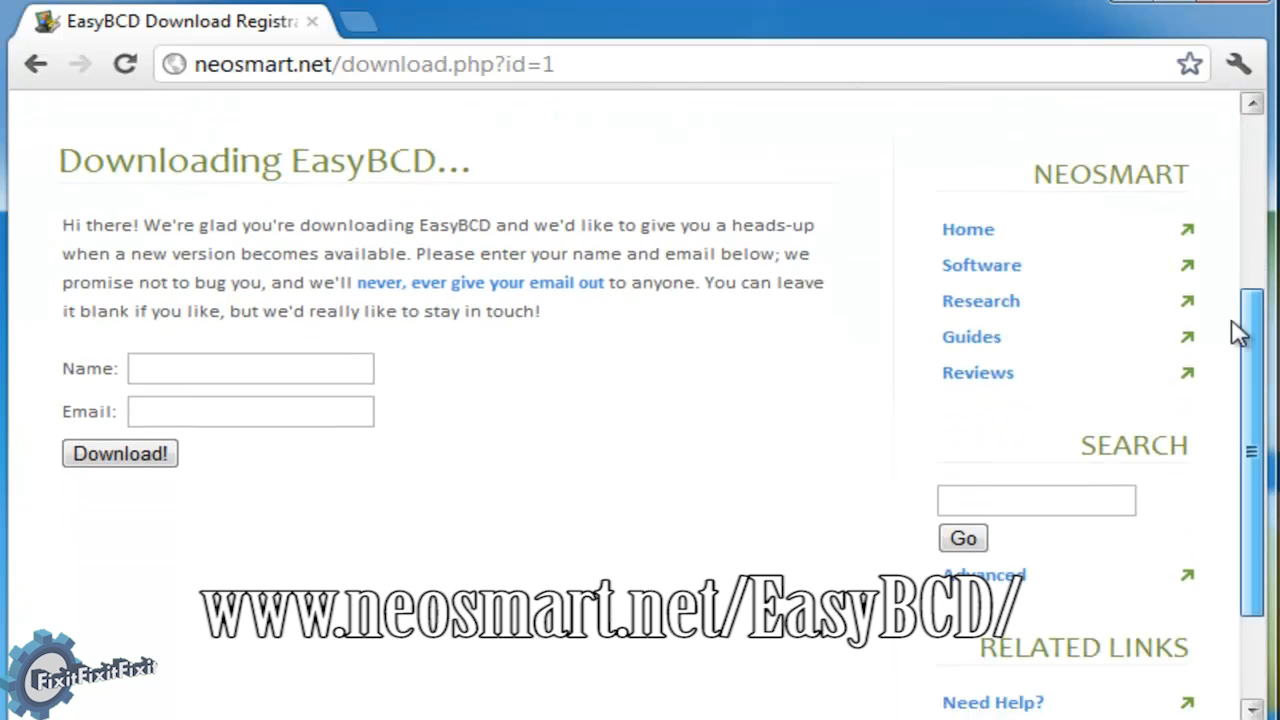 EasyBCD Download Registra
neosmart.net/download.php?id=1
Downloading EasyBCD...
Hi there! We're glad you're downloading EasyBCD and we'd like to give you a heads-up
when a new version becomes available. Please enter your name and email below; we
promise not to bug you, and we'll never, ever give your email out to anyone. You can leave
it blank if you like, but we'd really like to stay in touch!
Name:
Email:
Download!
NEOSMART
Home
Software
Research
Guides
Reviews
SEARCH
Go
Advanced
www.neosmart.net/EasyBCD/
RELATED LINKS
Need Help?
FixitFixitFixit